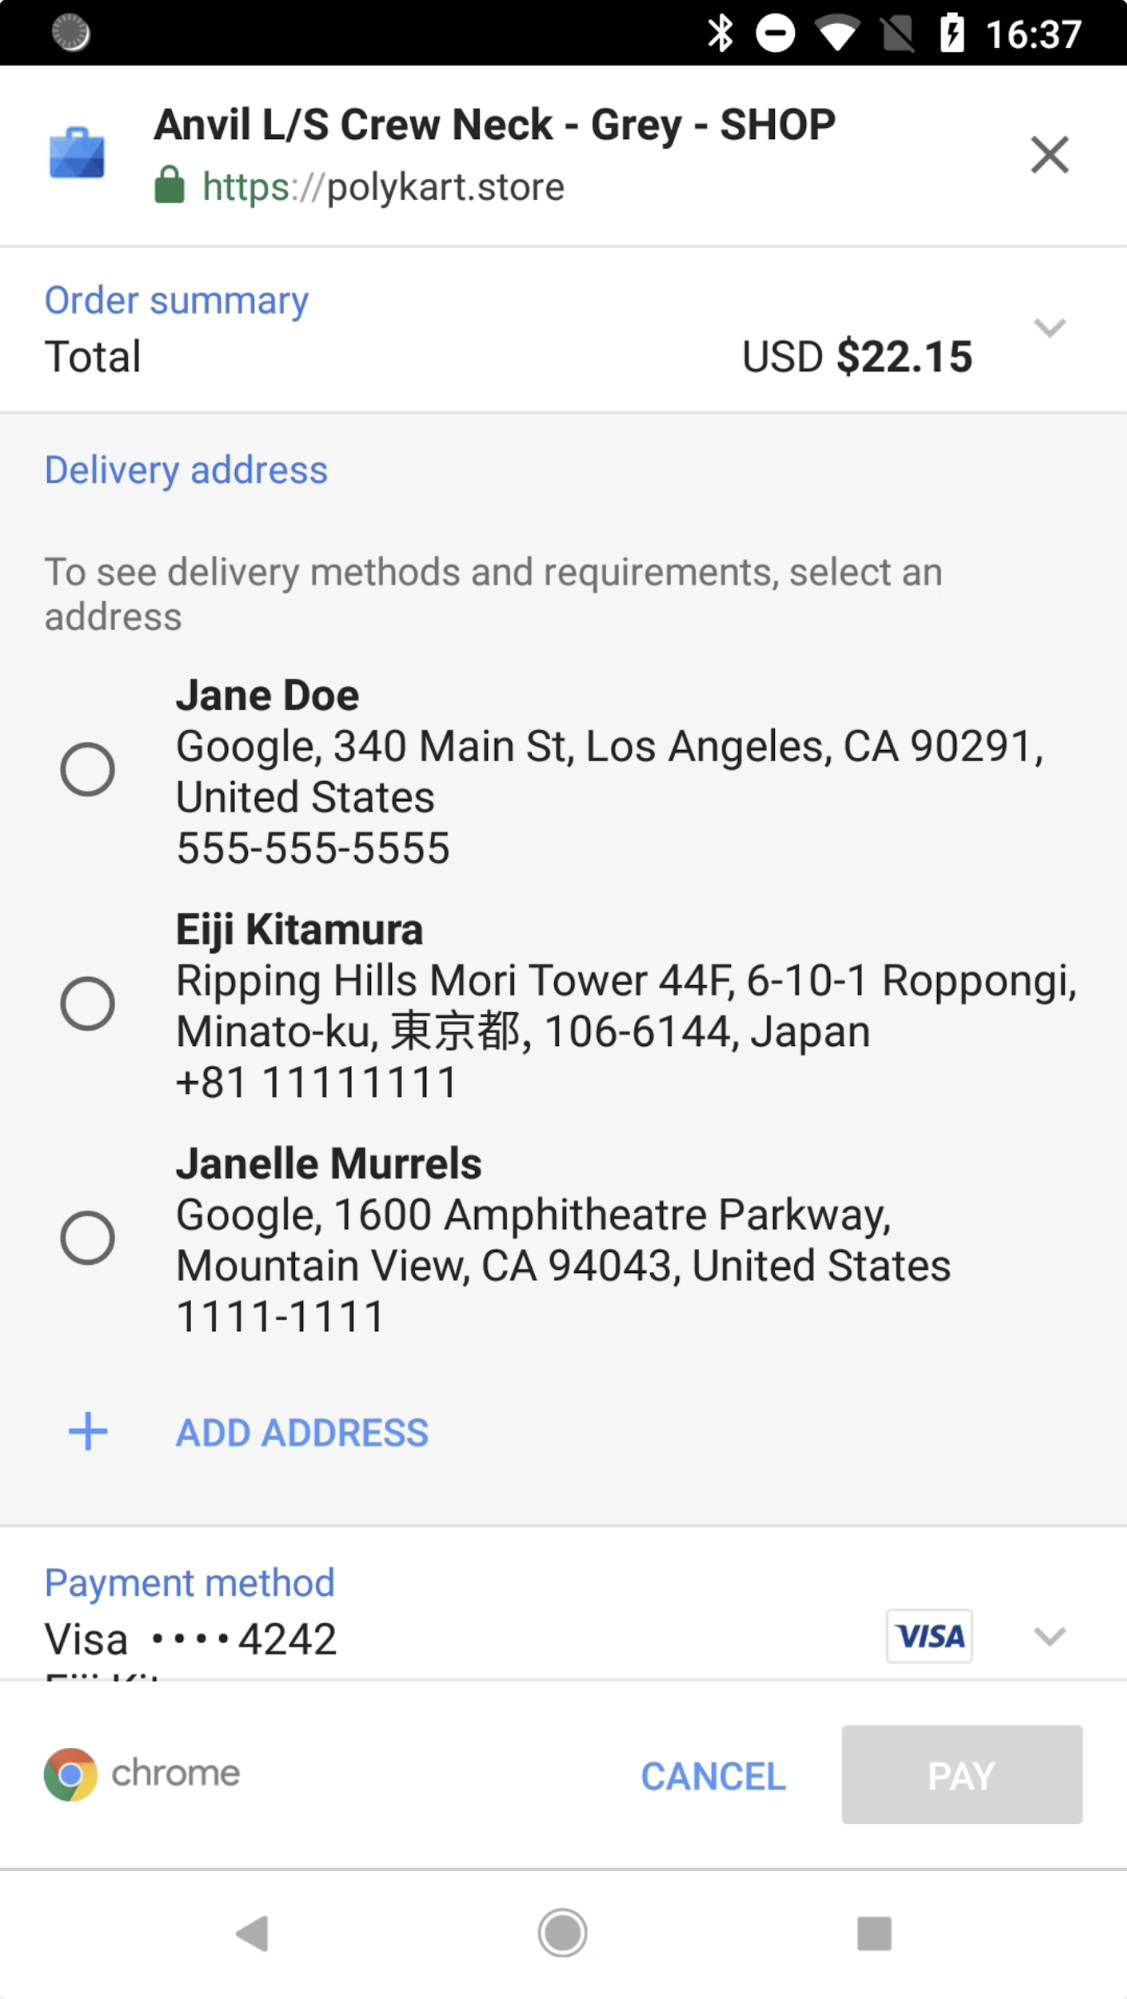 16:37
Anvil L/S Crew Neck - Grey - SHOP
https://polykart.store
Order summary
Total USD $22.15
Delivery address
To see delivery methods and requirements, select an
address
Jane Doe
Google, 340 Main St, Los Angeles, CA 90291,
United States
555-555-5555
Eiji Kitamura
Ripping Hills Mori Tower 44F, 6-10-1 Roppongi,
Minato-ku, 東京都, 106-6144, Japan
+81 11111111
Janelle Murrels
Google, 1600 Amphitheatre Parkway,
Mountain View, CA 94043, United States
1111-1111
+ ADD ADDRESS
Payment method
Visa ····4242 VISA
chrome CANCEL PAY